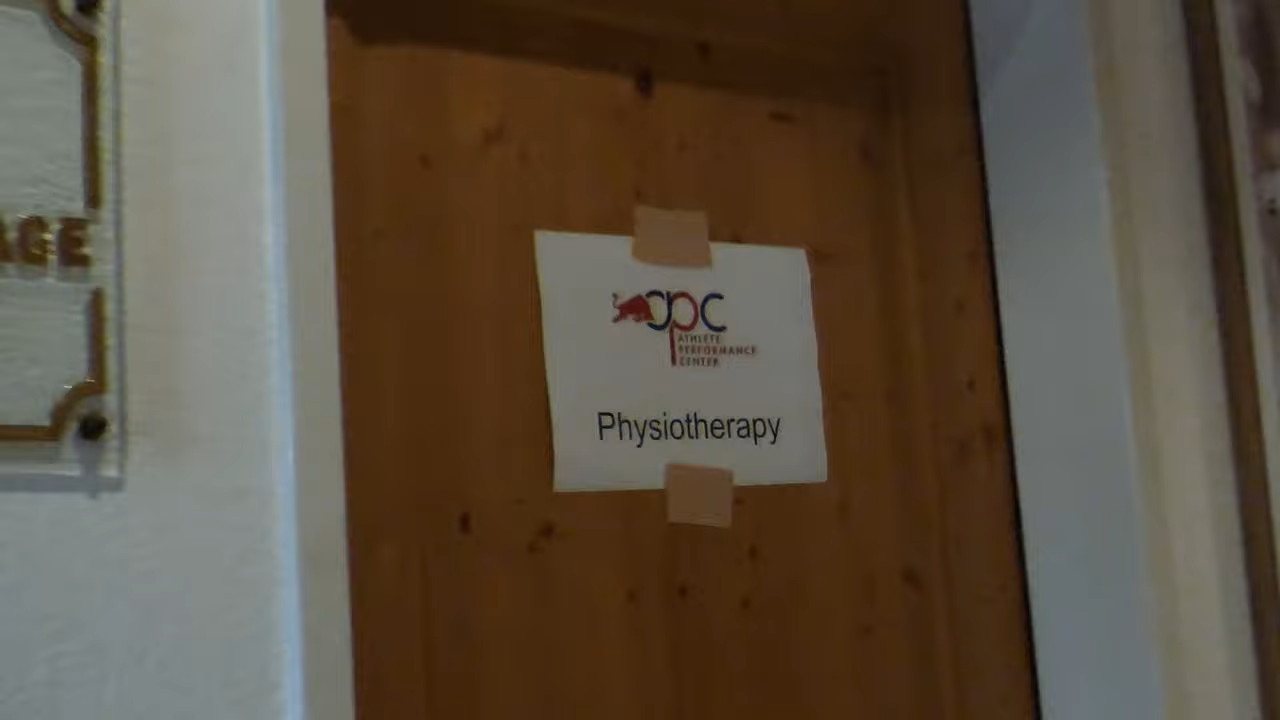 AGE
apc
ATHLETE
PERFORMANCE
CENTER
Physiotherapy